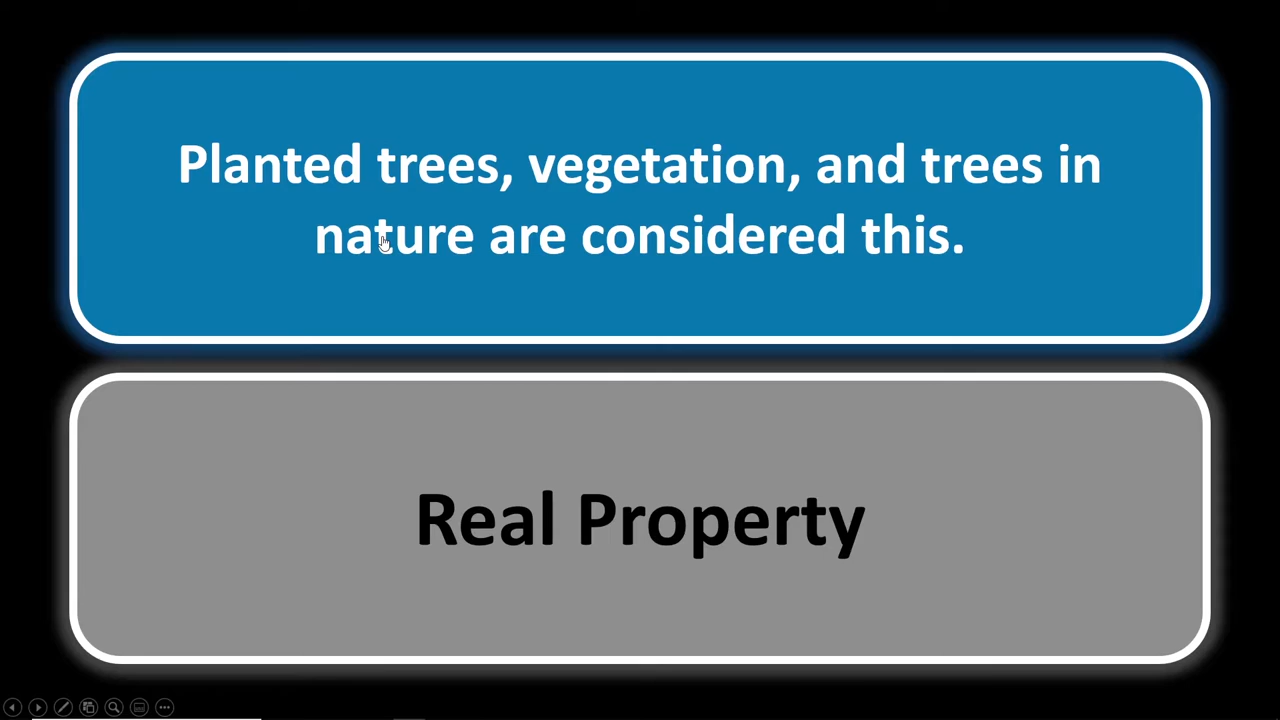 Planted trees, vegetation, and trees in
nature are considered this.
Real Property